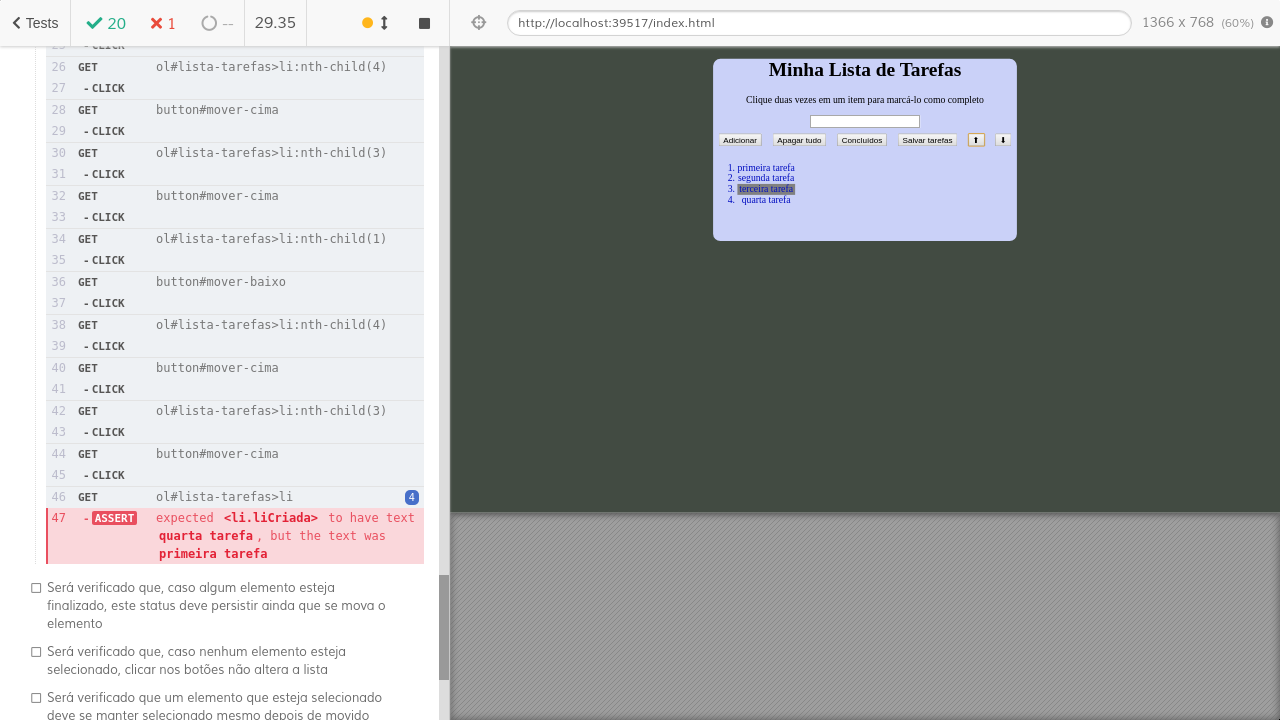 Tests
20
1
--
29.35
http://localhost:39517/index.html
1366 x 768 (60%)
- CLICK
26 GET ol#lista-tarefas>li:nth-child(4)
27 - CLICK
28 GET button#mover-cima
29 - CLICK
30 GET ol#lista-tarefas>li:nth-child(3)
31 - CLICK
32 GET button#mover-cima
33 - CLICK
34 GET ol#lista-tarefas>li:nth-child(1)
35 - CLICK
36 GET button#mover-baixo
37 - CLICK
38 GET ol#lista-tarefas>li:nth-child(4)
39 - CLICK
40 GET button#mover-cima
41 - CLICK
42 GET ol#lista-tarefas>li:nth-child(3)
43 - CLICK
44 GET button#mover-cima
45 - CLICK
46 GET ol#lista-tarefas>li 4
47 - ASSERT expected <li.liCriada> to have text
quarta tarefa , but the text was
primeira tarefa
Será verificado que, caso algum elemento esteja
finalizado, este status deve persistir ainda que se mova o
elemento
Será verificado que, caso nenhum elemento esteja
selecionado, clicar nos botões não altera a lista
Será verificado que um elemento que esteja selecionado
deve se manter selecionado mesmo depois de movido
Minha Lista de Tarefas
Clique duas vezes em um item para marcá-lo como completo
Adicionar Apagar tudo Concluídos Salvar tarefas ⬆ ⬇
1. primeira tarefa
2. segunda tarefa
3. terceira tarefa
4. quarta tarefa